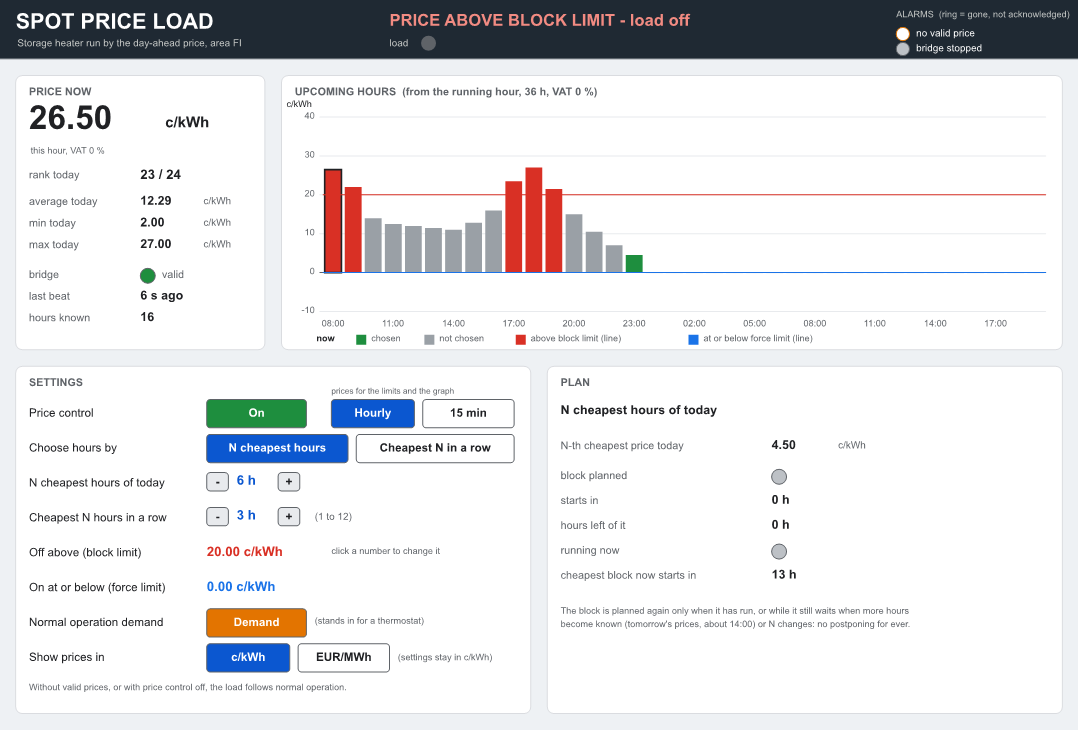 SPOT PRICE LOAD
Storage heater run by the day-ahead price, area FI
PRICE ABOVE BLOCK LIMIT - load off
load
ALARMS (ring = gone, not acknowledged)
no valid price
bridge stopped
PRICE NOW
26.50 c/kWh
this hour, VAT 0 %
rank today 23 / 24
average today 12.29 c/kWh
min today 2.00 c/kWh
max today 27.00 c/kWh
bridge valid
last beat 6 s ago
hours known 16
UPCOMING HOURS (from the running hour, 36 h, VAT 0 %)
c/kWh
40
30
20
10
0
-10
08:00 11:00 14:00 17:00 20:00 23:00 02:00 05:00 08:00 11:00 14:00 17:00
now chosen not chosen above block limit (line) at or below force limit (line)
SETTINGS
prices for the limits and the graph
Price control On Hourly 15 min
Choose hours by N cheapest hours Cheapest N in a row
N cheapest hours of today - 6 h +
Cheapest N hours in a row - 3 h + (1 to 12)
Off above (block limit) 20.00 c/kWh click a number to change it
On at or below (force limit) 0.00 c/kWh
Normal operation demand Demand (stands in for a thermostat)
Show prices in c/kWh EUR/MWh (settings stay in c/kWh)
Without valid prices, or with price control off, the load follows normal operation.
PLAN
N cheapest hours of today
N-th cheapest price today 4.50 c/kWh
block planned
starts in 0 h
hours left of it 0 h
running now
cheapest block now starts in 13 h
The block is planned again only when it has run, or while it still waits when more hours
become known (tomorrow's prices, about 14:00) or N changes: no postponing for ever.